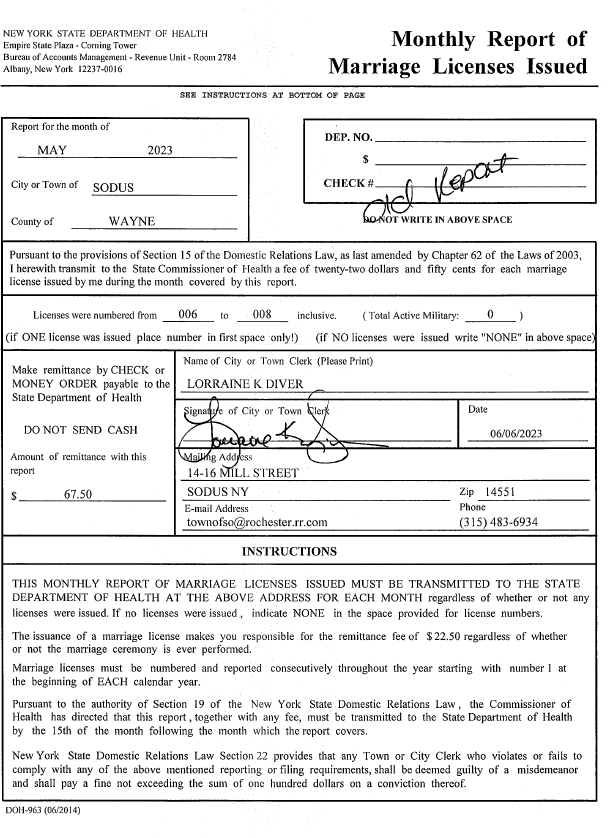 NEW YORK STATE DEPARTMENT OF HEALTH
Empire State Plaza - Corning Tower
Bureau of Accounts Management - Revenue Unit - Room 2784
Albany, New York 12237-0016
Monthly Report of
Marriage Licenses Issued
SEE INSTRUCTIONS AT BOTTOM OF PAGE
Report for the month of
MAY 2023
City or Town of SODUS
County of WAYNE
DEP. NO.
$
CHECK #
Old Report
DO NOT WRITE IN ABOVE SPACE
Pursuant to the provisions of Section 15 of the Domestic Relations Law, as last amended by Chapter 62 of the Laws of 2003,
I herewith transmit to the State Commissioner of Health a fee of twenty-two dollars and fifty cents for each marriage
license issued by me during the month covered by this report.
Licenses were numbered from 006 to 008 inclusive. ( Total Active Military: 0 )
(if ONE license was issued place number in first space only!) (if NO licenses were issued write "NONE" in above space)
Make remittance by CHECK or
MONEY ORDER payable to the
State Department of Health
DO NOT SEND CASH
Amount of remittance with this
report
$ 67.50
Name of City or Town Clerk (Please Print)
LORRAINE K DIVER
Signature of City or Town Clerk
Date
06/06/2023
Mailing Address
14-16 MILL STREET
SODUS NY Zip 14551
E-mail Address Phone
townofso@rochester.rr.com (315) 483-6934
INSTRUCTIONS
THIS MONTHLY REPORT OF MARRIAGE LICENSES ISSUED MUST BE TRANSMITTED TO THE STATE
DEPARTMENT OF HEALTH AT THE ABOVE ADDRESS FOR EACH MONTH regardless of whether or not any
licenses were issued. If no licenses were issued, indicate NONE in the space provided for license numbers.
The issuance of a marriage license makes you responsible for the remittance fee of $22.50 regardless of whether
or not the marriage ceremony is ever performed.
Marriage licenses must be numbered and reported consecutively throughout the year starting with number 1 at
the beginning of EACH calendar year.
Pursuant to the authority of Section 19 of the New York State Domestic Relations Law, the Commissioner of
Health has directed that this report, together with any fee, must be transmitted to the State Department of Health
by the 15th of the month following the month which the report covers.
New York State Domestic Relations Law Section 22 provides that any Town or City Clerk who violates or fails to
comply with any of the above mentioned reporting or filing requirements, shall be deemed guilty of a misdemeanor
and shall pay a fine not exceeding the sum of one hundred dollars on a conviction thereof.
DOH-963 (06/2014)